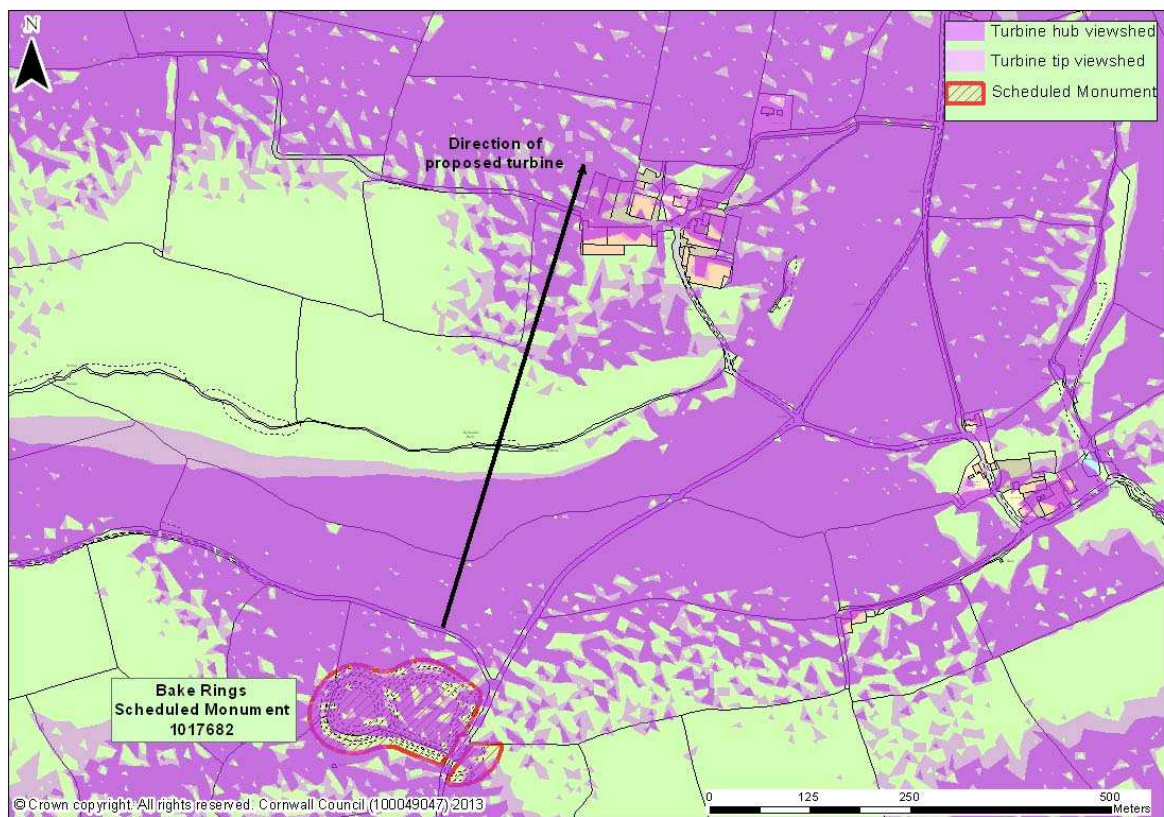 N
Turbine hub viewshed
Turbine tip viewshed
Scheduled Monument
Direction of
proposed turbine
Bake Rings
Scheduled Monument
1017682
© Crown copyright. All rights reserved. Cornwall Council (100049047) 2013
0 125 250 500
Meters